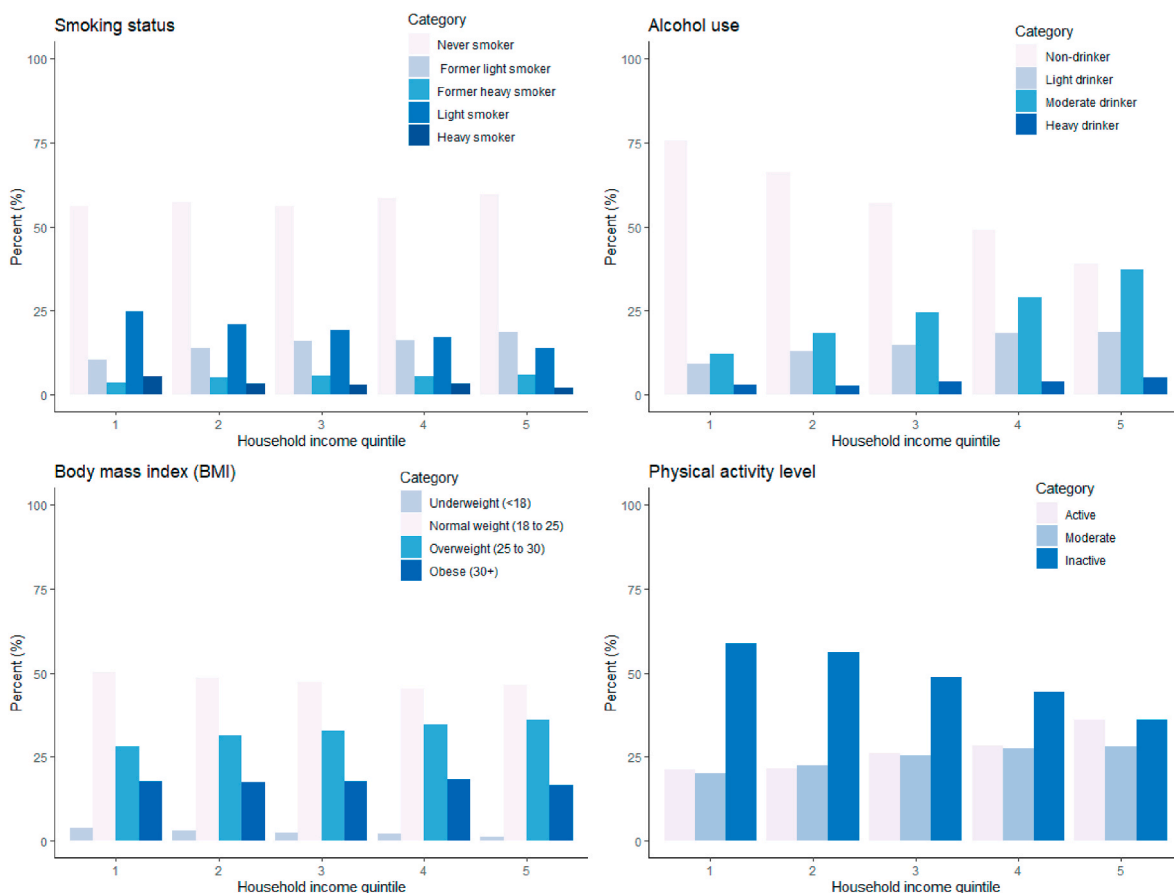 Smoking status
Category
Never smoker
Former light smoker
Former heavy smoker
Light smoker
Heavy smoker
Percent (%)
100
75
50
25
0
1 2 3 4 5
Household income quintile
Alcohol use
Category
Non-drinker
Light drinker
Moderate drinker
Heavy drinker
Percent (%)
100
75
50
25
0
1 2 3 4 5
Household income quintile
Body mass index (BMI)
Category
Underweight (<18)
Normal weight (18 to 25)
Overweight (25 to 30)
Obese (30+)
Percent (%)
100
75
50
25
0
1 2 3 4 5
Household income quintile
Physical activity level
Category
Active
Moderate
Inactive
Percent (%)
100
75
50
25
0
1 2 3 4 5
Household income quintile